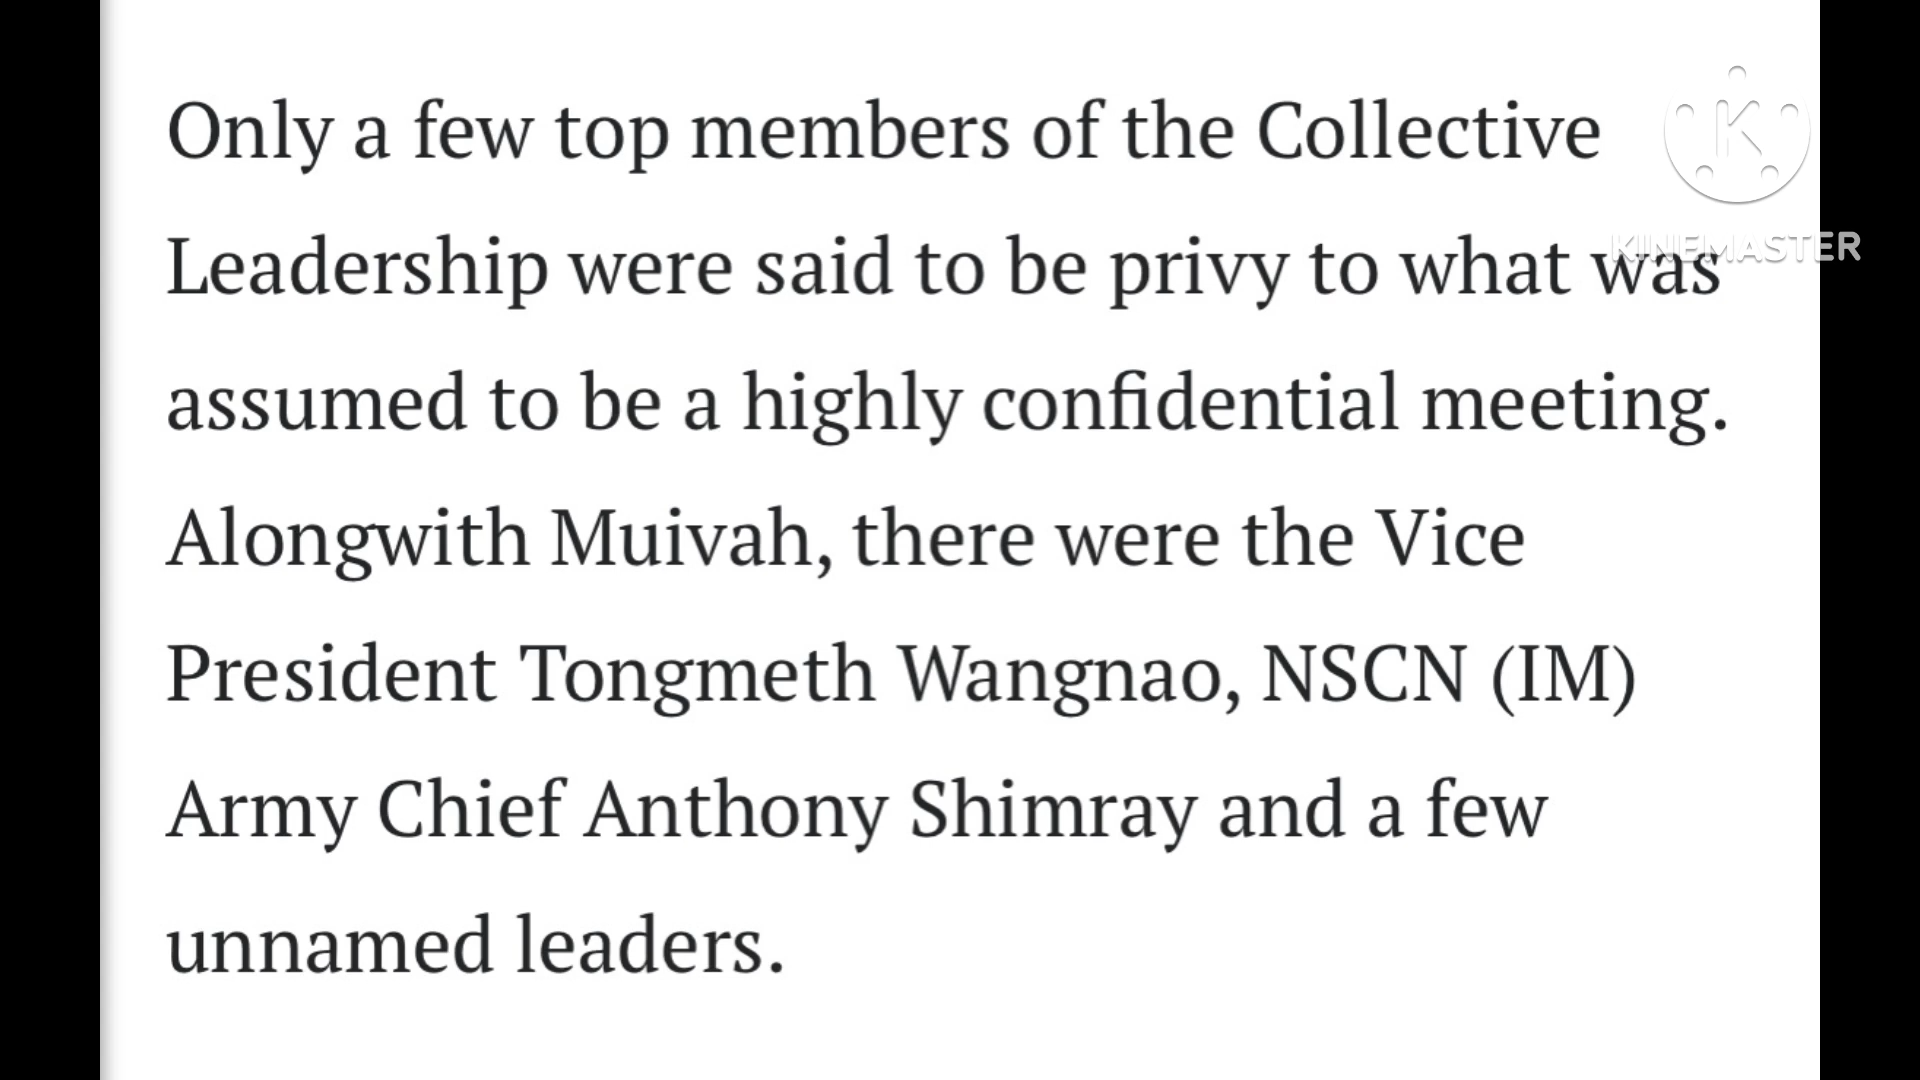 Only a few top members of the Collective
Leadership were said to be privy to what was
assumed to be a highly confidential meeting.
Alongwith Muivah, there were the Vice
President Tongmeth Wangnao, NSCN (IM)
Army Chief Anthony Shimray and a few
unnamed leaders.
K
KINEMASTER